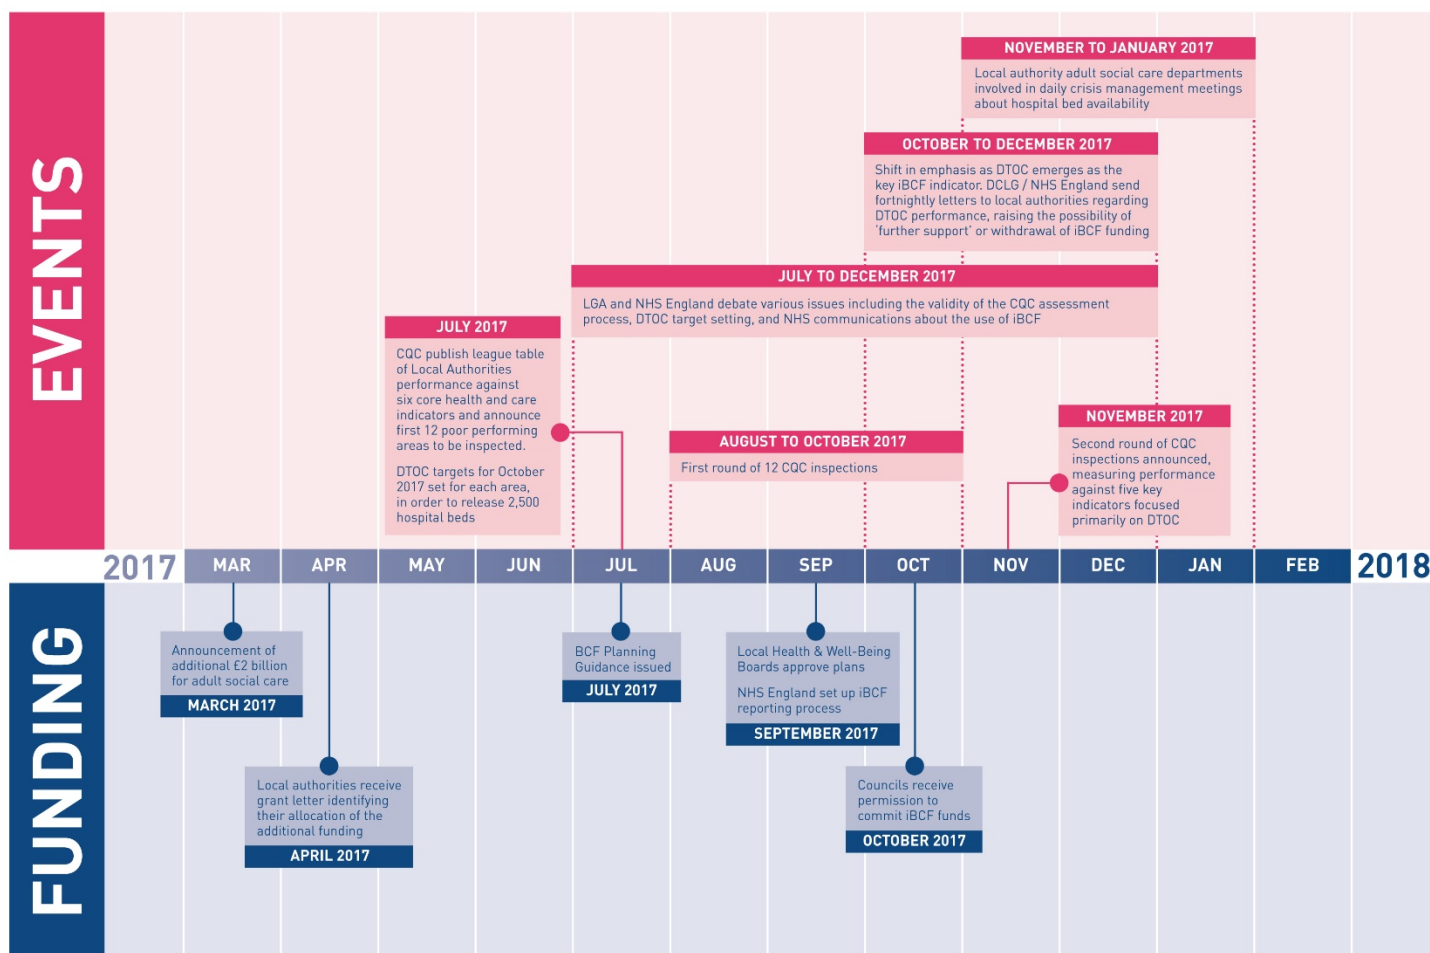 EVENTS
NOVEMBER TO JANUARY 2017
Local authority adult social care departments
involved in daily crisis management meetings
about hospital bed availability
OCTOBER TO DECEMBER 2017
Shift in emphasis as DTOC emerges as the
key iBCF indicator. DCLG / NHS England send
fortnightly letters to local authorities regarding
DTOC performance, raising the possibility of
'further support' or withdrawal of iBCF funding
JULY TO DECEMBER 2017
LGA and NHS England debate various issues including the validity of the CQC assessment
process, DTOC target setting, and NHS communications about the use of iBCF
JULY 2017
CQC publish league table
of Local Authorities
performance against
six core health and care
indicators and announce
first 12 poor performing
areas to be inspected.
DTOC targets for October
2017 set for each area,
in order to release 2,500
hospital beds
AUGUST TO OCTOBER 2017
First round of 12 CQC inspections
NOVEMBER 2017
Second round of CQC
inspections announced,
measuring performance
against five key
indicators focused
primarily on DTOC
2017 MAR APR MAY JUN JUL AUG SEP OCT NOV DEC JAN FEB 2018
FUNDING
Announcement of
additional £2 billion
for adult social care
MARCH 2017
Local authorities receive
grant letter identifying
their allocation of the
additional funding
APRIL 2017
BCF Planning
Guidance issued
JULY 2017
Local Health & Well-Being
Boards approve plans
NHS England set up iBCF
reporting process
SEPTEMBER 2017
Councils receive
permission to
commit iBCF funds
OCTOBER 2017